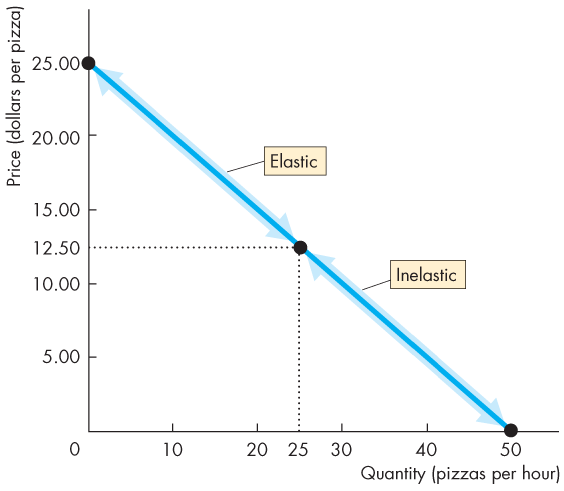 Price (dollars per pizza)
25.00
20.00
15.00
12.50
10.00
5.00
Elastic
Inelastic
0 10 20 25 30 40 50
Quantity (pizzas per hour)